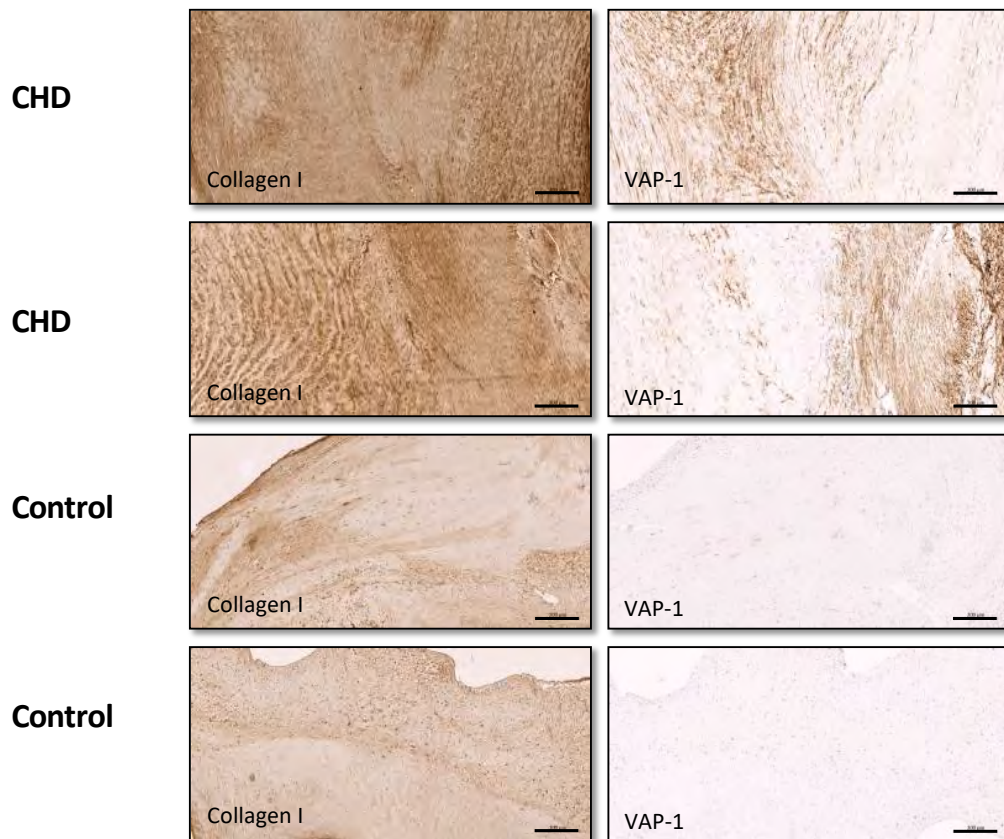 CHD
Collagen I
VAP-1
CHD
Collagen I
VAP-1
Control
Collagen I
VAP-1
Control
Collagen I
VAP-1